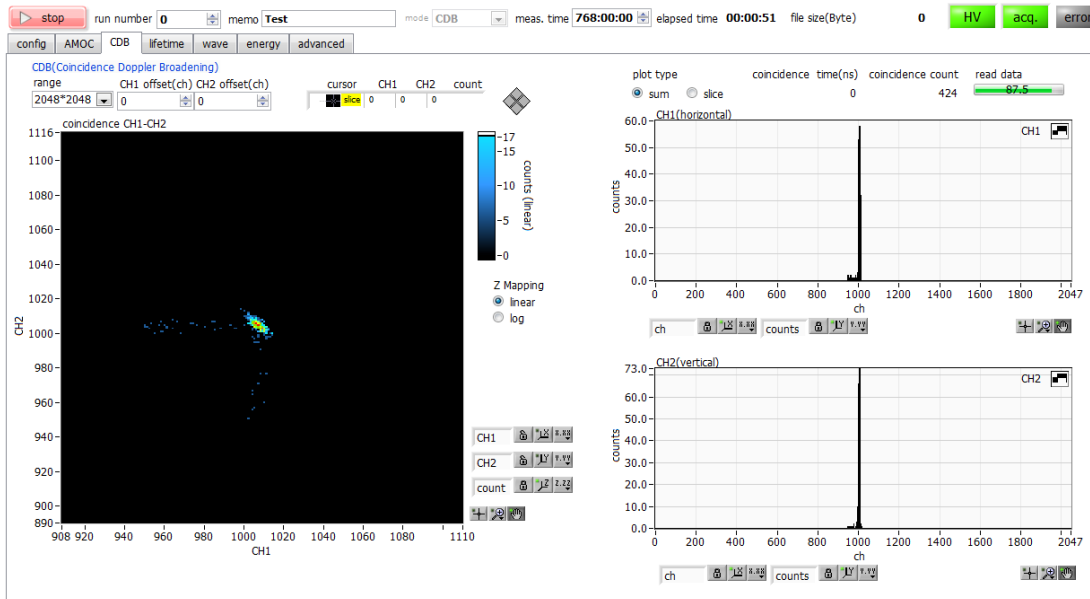 stop run number 0 memo Test mode CDB meas. time 768:00:00 elapsed time 00:00:51 file size(Byte) 0 HV acq. error
config AMOC CDB lifetime wave energy advanced
CDB(Coincidence Doppler Broadening)
range CH1 offset(ch) CH2 offset(ch) cursor CH1 CH2 count
2048*2048 0 0 slice 0 0 0
plot type coincidence time(ns) coincidence count read data
sum slice 0 424 87.5
coincidence CH1-CH2
1116
1100
1080
1060
1040
1020
1000
980
960
940
920
900
890
CH2
908 920 940 960 980 1000 1020 1040 1060 1080 1110
CH1
17
15
10
5
0
counts (linear)
Z Mapping
linear
log
CH1 X.XX
CH2 Y.YY
count Z.ZZ
CH1(horizontal)
CH1
60.0
50.0
40.0
30.0
20.0
10.0
0.0
counts
0 200 400 600 800 1000 1200 1400 1600 1800 2047
ch
ch X.XX counts Y.YY
CH2(vertical)
CH2
73.0
60.0
50.0
40.0
30.0
20.0
10.0
0.0
counts
0 200 400 600 800 1000 1200 1400 1600 1800 2047
ch
ch X.XX counts Y.YY